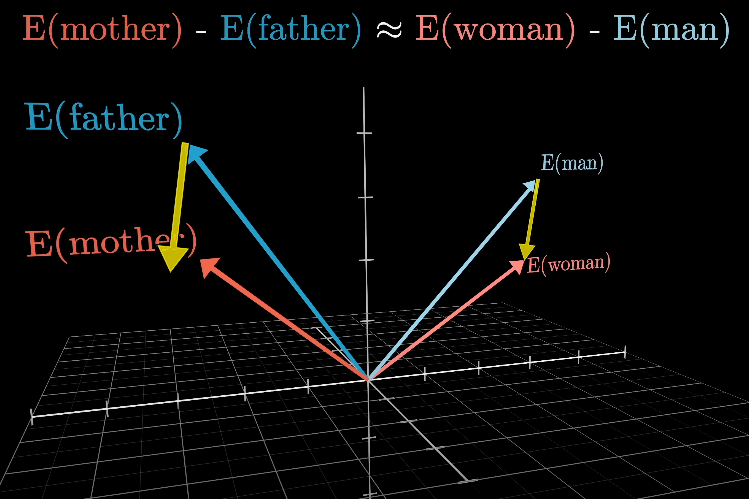 E(mother) - E(father) ≈ E(woman) - E(man)
E(father)
E(man)
E(mother)
E(woman)